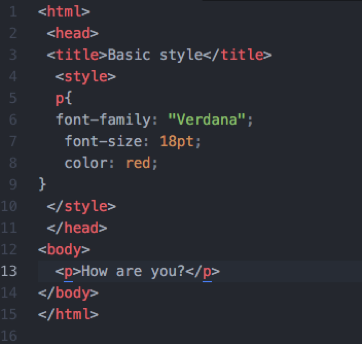 1 <html>
2 <head>
3 <title>Basic style</title>
4 <style>
5 p{
6 font-family: "Verdana";
7 font-size: 18pt;
8 color: red;
9 }
10 </style>
11 </head>
12 <body>
13 <p>How are you?</p>
14 </body>
15 </html>
16